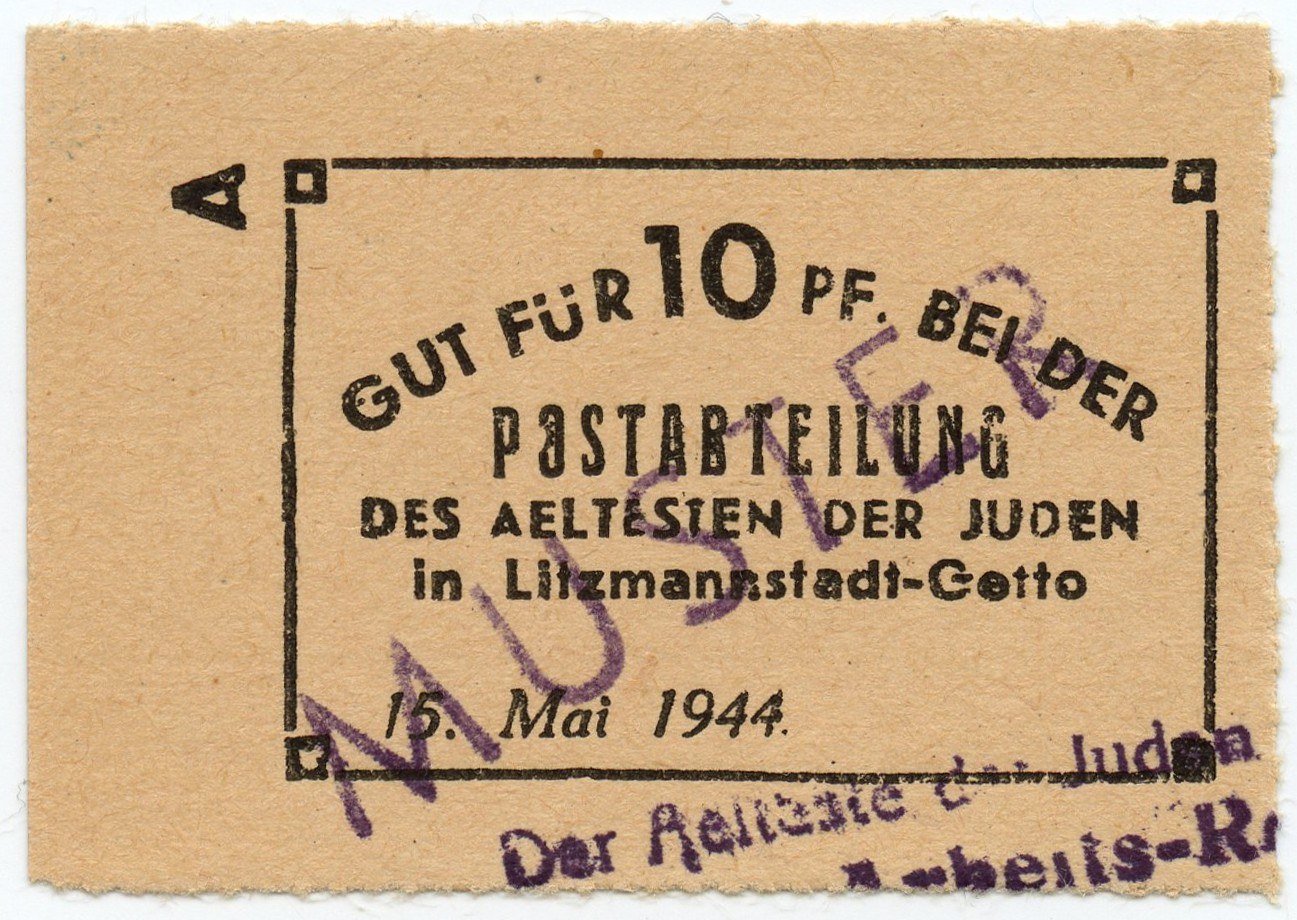 A
GUT FÜR 10 PF. BEI DER
POSTABTEILUNG
DES AELTESTEN DER JUDEN
in Litzmannstadt-Getto
15. Mai 1944.
MUSTER
Der Aelteste der Juden